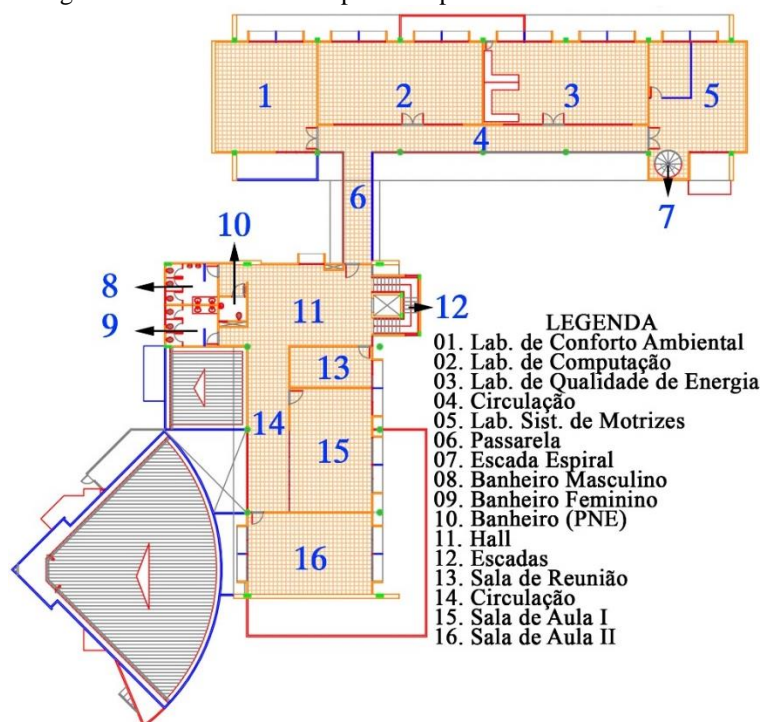 1
2
3
5
4
6
7
10
8
11
12
9
13
14
15
16
LEGENDA
01. Lab. de Conforto Ambiental
02. Lab. de Computação
03. Lab. de Qualidade de Energia
04. Circulação
05. Lab. Sist. de Motrizes
06. Passarela
07. Escada Espiral
08. Banheiro Masculino
09. Banheiro Feminino
10. Banheiro (PNE)
11. Hall
12. Escadas
13. Sala de Reunião
14. Circulação
15. Sala de Aula I
16. Sala de Aula II